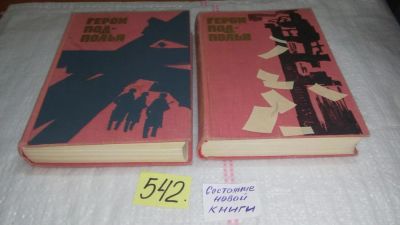 ГЕРОИ
ПОД-
ПОЛЬЯ
ГЕРОИ
ПОД-
ПОЛЬЯ
542.
Состояние
новой
книги